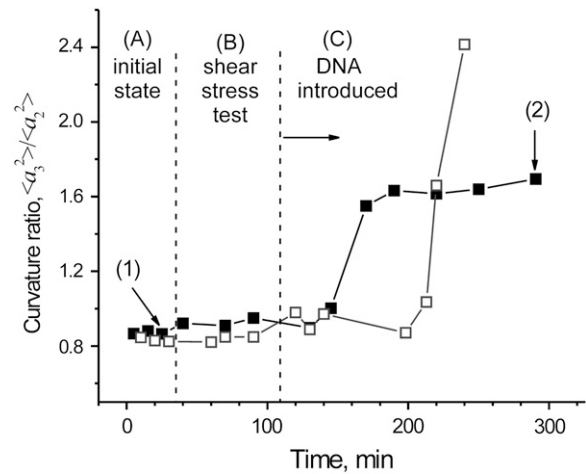 (A)
initial
state
(B)
shear
stress
test
(C)
DNA
introduced
(1)
(2)
2.4
2.0
1.6
1.2
0.8
Curvature ratio, <a₃²>/<a₂²>
0
100
200
300
Time, min